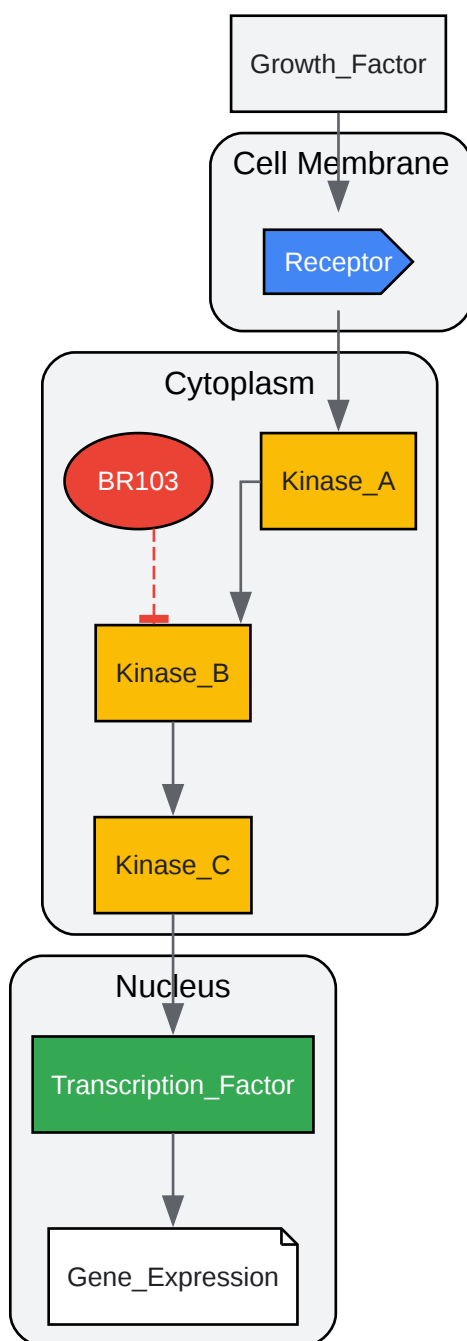 Growth_Factor
Cell Membrane
Receptor
Cytoplasm
BR103
Kinase_A
Kinase_B
Kinase_C
Nucleus
Transcription_Factor
Gene_Expression